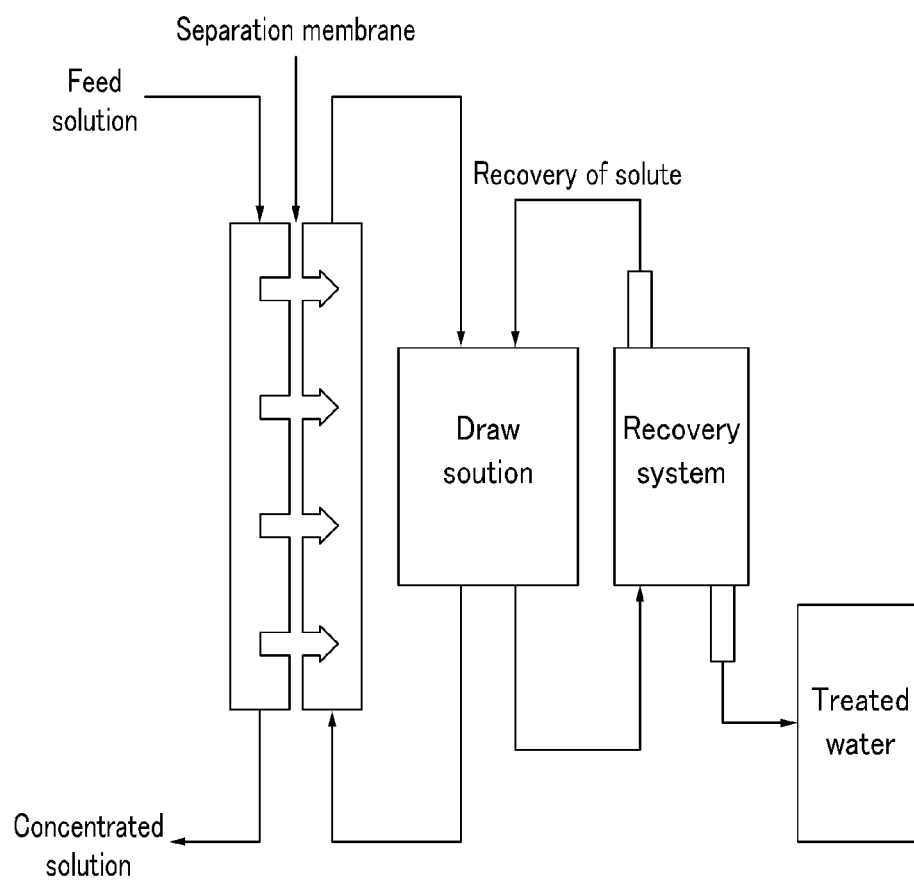 Separation membrane
Feed
solution
Recovery of solute
Draw
soution
Recovery
system
Treated
water
Concentrated
solution